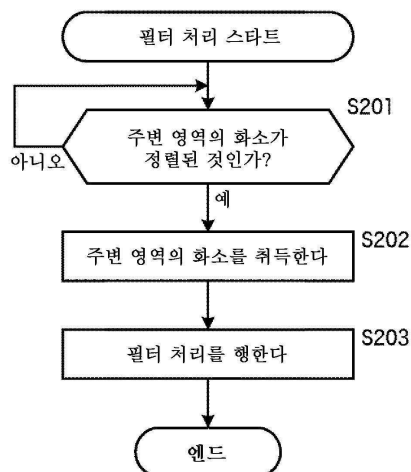 필터 처리 스타트
S201
주변 영역의 화소가
정렬된 것인가?
아니오
예
S202
주변 영역의 화소를 취득한다
S203
필터 처리를 행한다
엔드